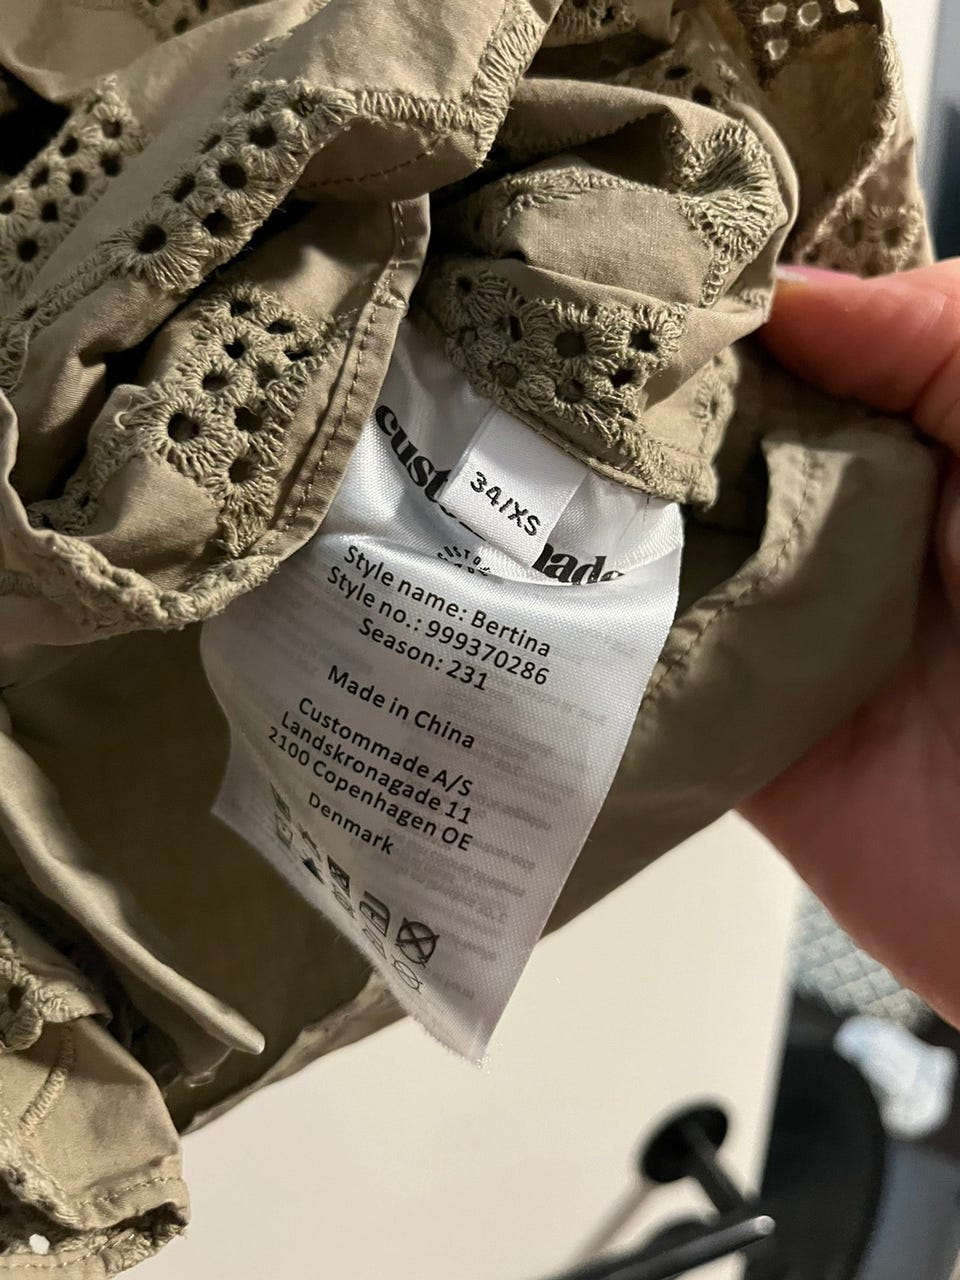 34/XS
Style name: Bertina
Style no.: 999370286
Season: 231
Made in China
Custommade A/S
Landskronagade 11
2100 Copenhagen OE
Denmark